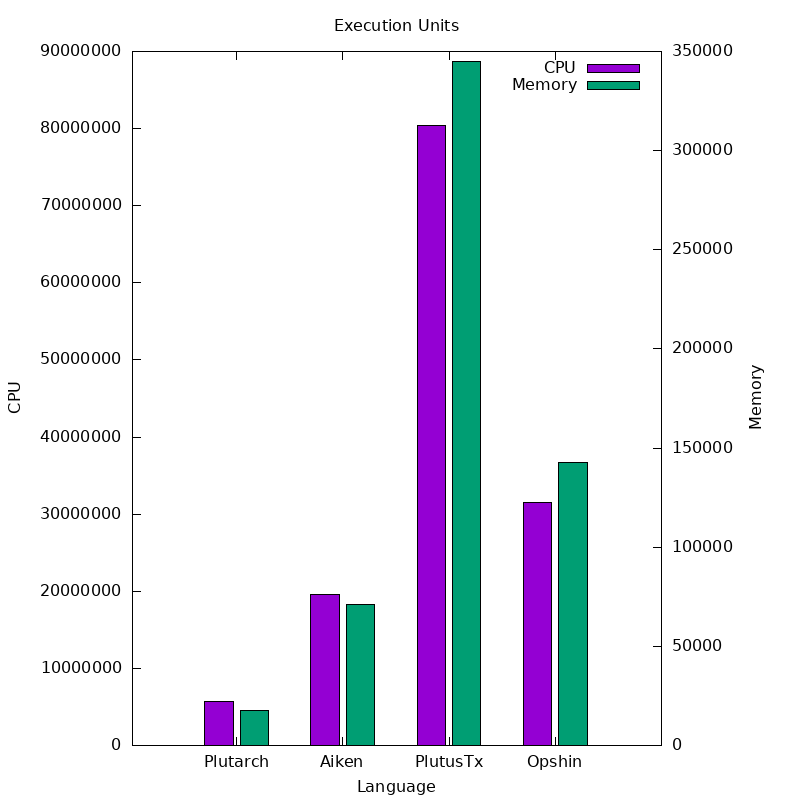 Execution Units
90000000
80000000
70000000
60000000
50000000
40000000
30000000
20000000
10000000
0
CPU
350000
300000
250000
200000
150000
100000
50000
0
Memory
CPU
Memory
Plutarch
Aiken
PlutusTx
Opshin
Language